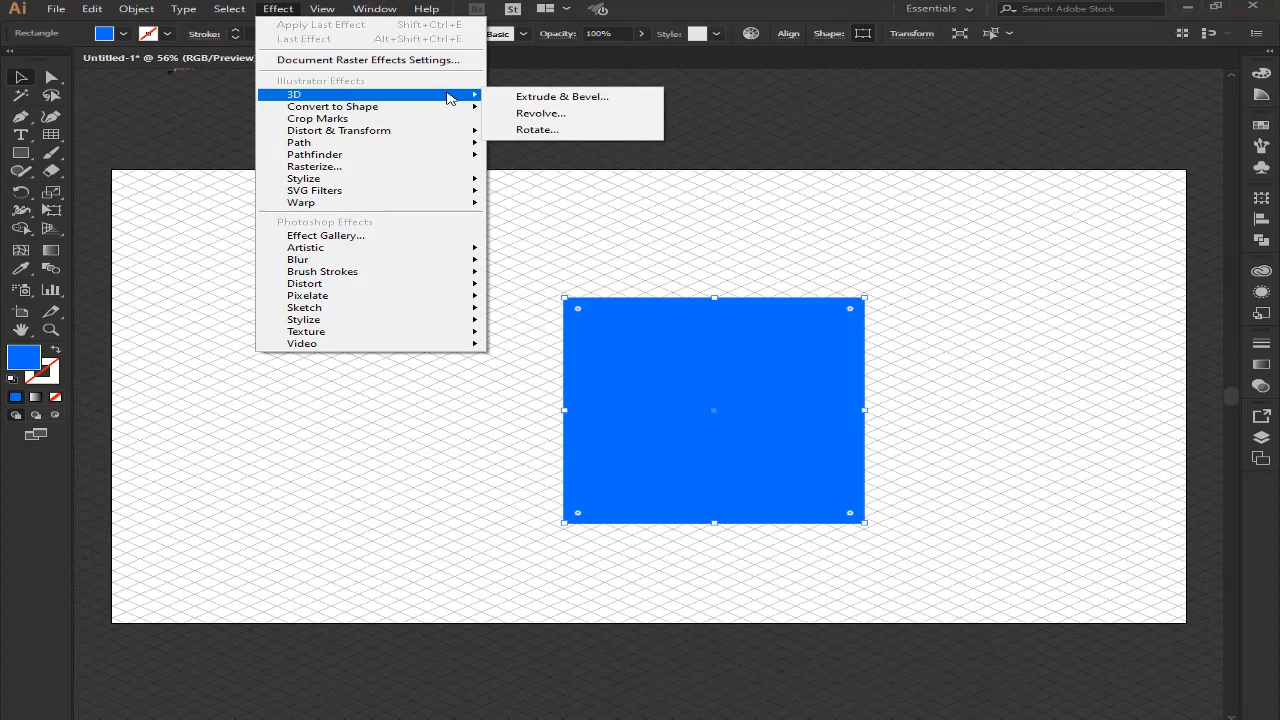 Ai File Edit Object Type Select Effect View Window Help Br St Essentials Search Adobe Stock
Rectangle Stroke: Basic Opacity: 100% Style: Align Shape: Transform
Untitled-1* @ 56% (RGB/Preview)
Apply Last Effect Shift+Ctrl+E
Last Effect Alt+Shift+Ctrl+E
Document Raster Effects Settings...
Illustrator Effects
3D
Extrude & Bevel...
Revolve...
Rotate...
Convert to Shape
Crop Marks
Distort & Transform
Path
Pathfinder
Rasterize...
Stylize
SVG Filters
Warp
Photoshop Effects
Effect Gallery...
Artistic
Blur
Brush Strokes
Distort
Pixelate
Sketch
Stylize
Texture
Video